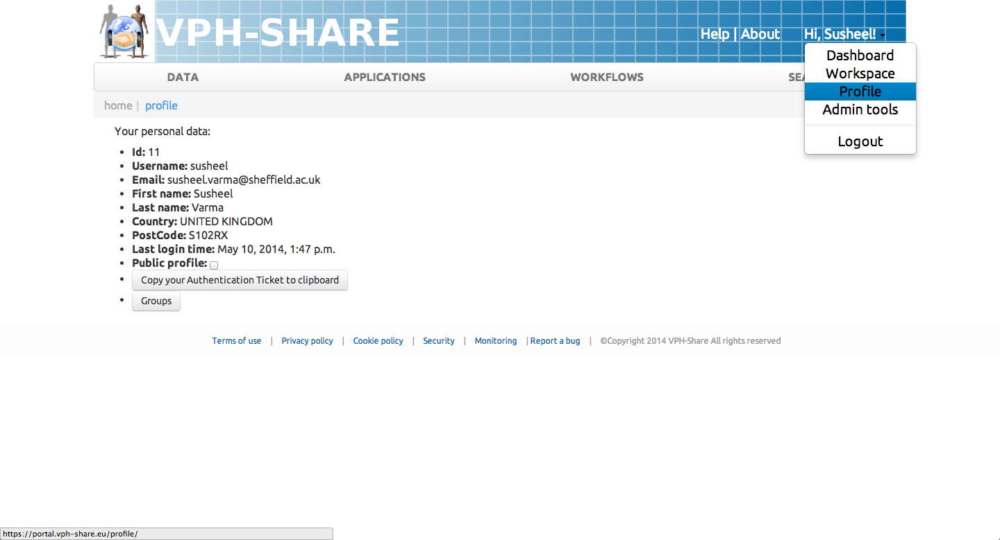 VPH-SHARE
Help | About Hi, Susheel!
Dashboard
Workspace
Profile
Admin tools
Logout
DATA APPLICATIONS WORKFLOWS
home | profile
Your personal data:
• Id: 11
• Username: susheel
• Email: susheel.varma@sheffield.ac.uk
• First name: Susheel
• Last name: Varma
• Country: UNITED KINGDOM
• PostCode: S102RX
• Last login time: May 10, 2014, 1:47 p.m.
• Public profile:
• Copy your Authentication Ticket to clipboard
• Groups
Terms of use | Privacy policy | Cookie policy | Security | Monitoring | Report a bug | ©Copyright 2014 VPH-Share All rights reserved
https://portal.vph-share.eu/profile/